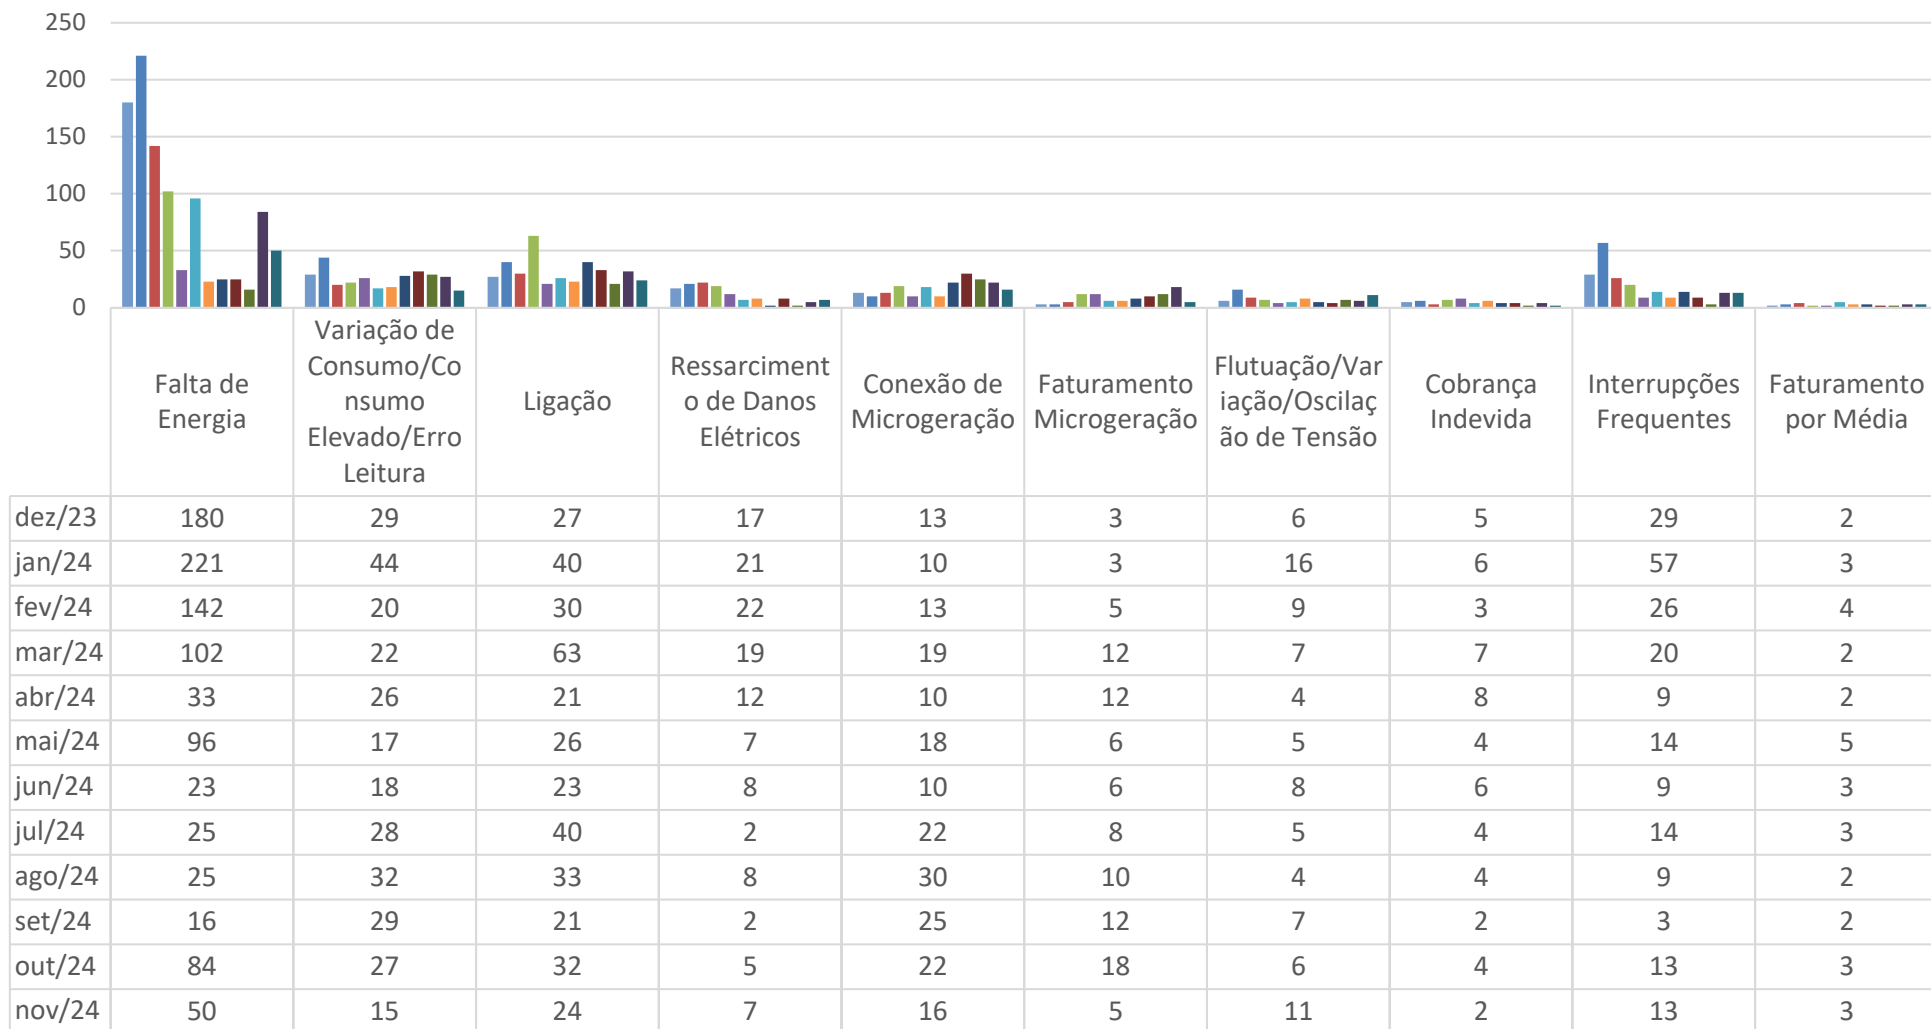 250
200
150
100
50
0
Falta de
Energia
Variação de
Consumo/Co
nsumo
Elevado/Erro
Leitura
Ligação
Ressarciment
o de Danos
Elétricos
Conexão de
Microgeração
Faturamento
Microgeração
Flutuação/Var
iação/Oscilaç
ão de Tensão
Cobrança
Indevida
Interrupções
Frequentes
Faturamento
por Média
dez/23 180 29 27 17 13 3 6 5 29 2
jan/24 221 44 40 21 10 3 16 6 57 3
fev/24 142 20 30 22 13 5 9 3 26 4
mar/24 102 22 63 19 19 12 7 7 20 2
abr/24 33 26 21 12 10 12 4 8 9 2
mai/24 96 17 26 7 18 6 5 4 14 5
jun/24 23 18 23 8 10 6 8 6 9 3
jul/24 25 28 40 2 22 8 5 4 14 3
ago/24 25 32 33 8 30 10 4 4 9 2
set/24 16 29 21 2 25 12 7 2 3 2
out/24 84 27 32 5 22 18 6 4 13 3
nov/24 50 15 24 7 16 5 11 2 13 3